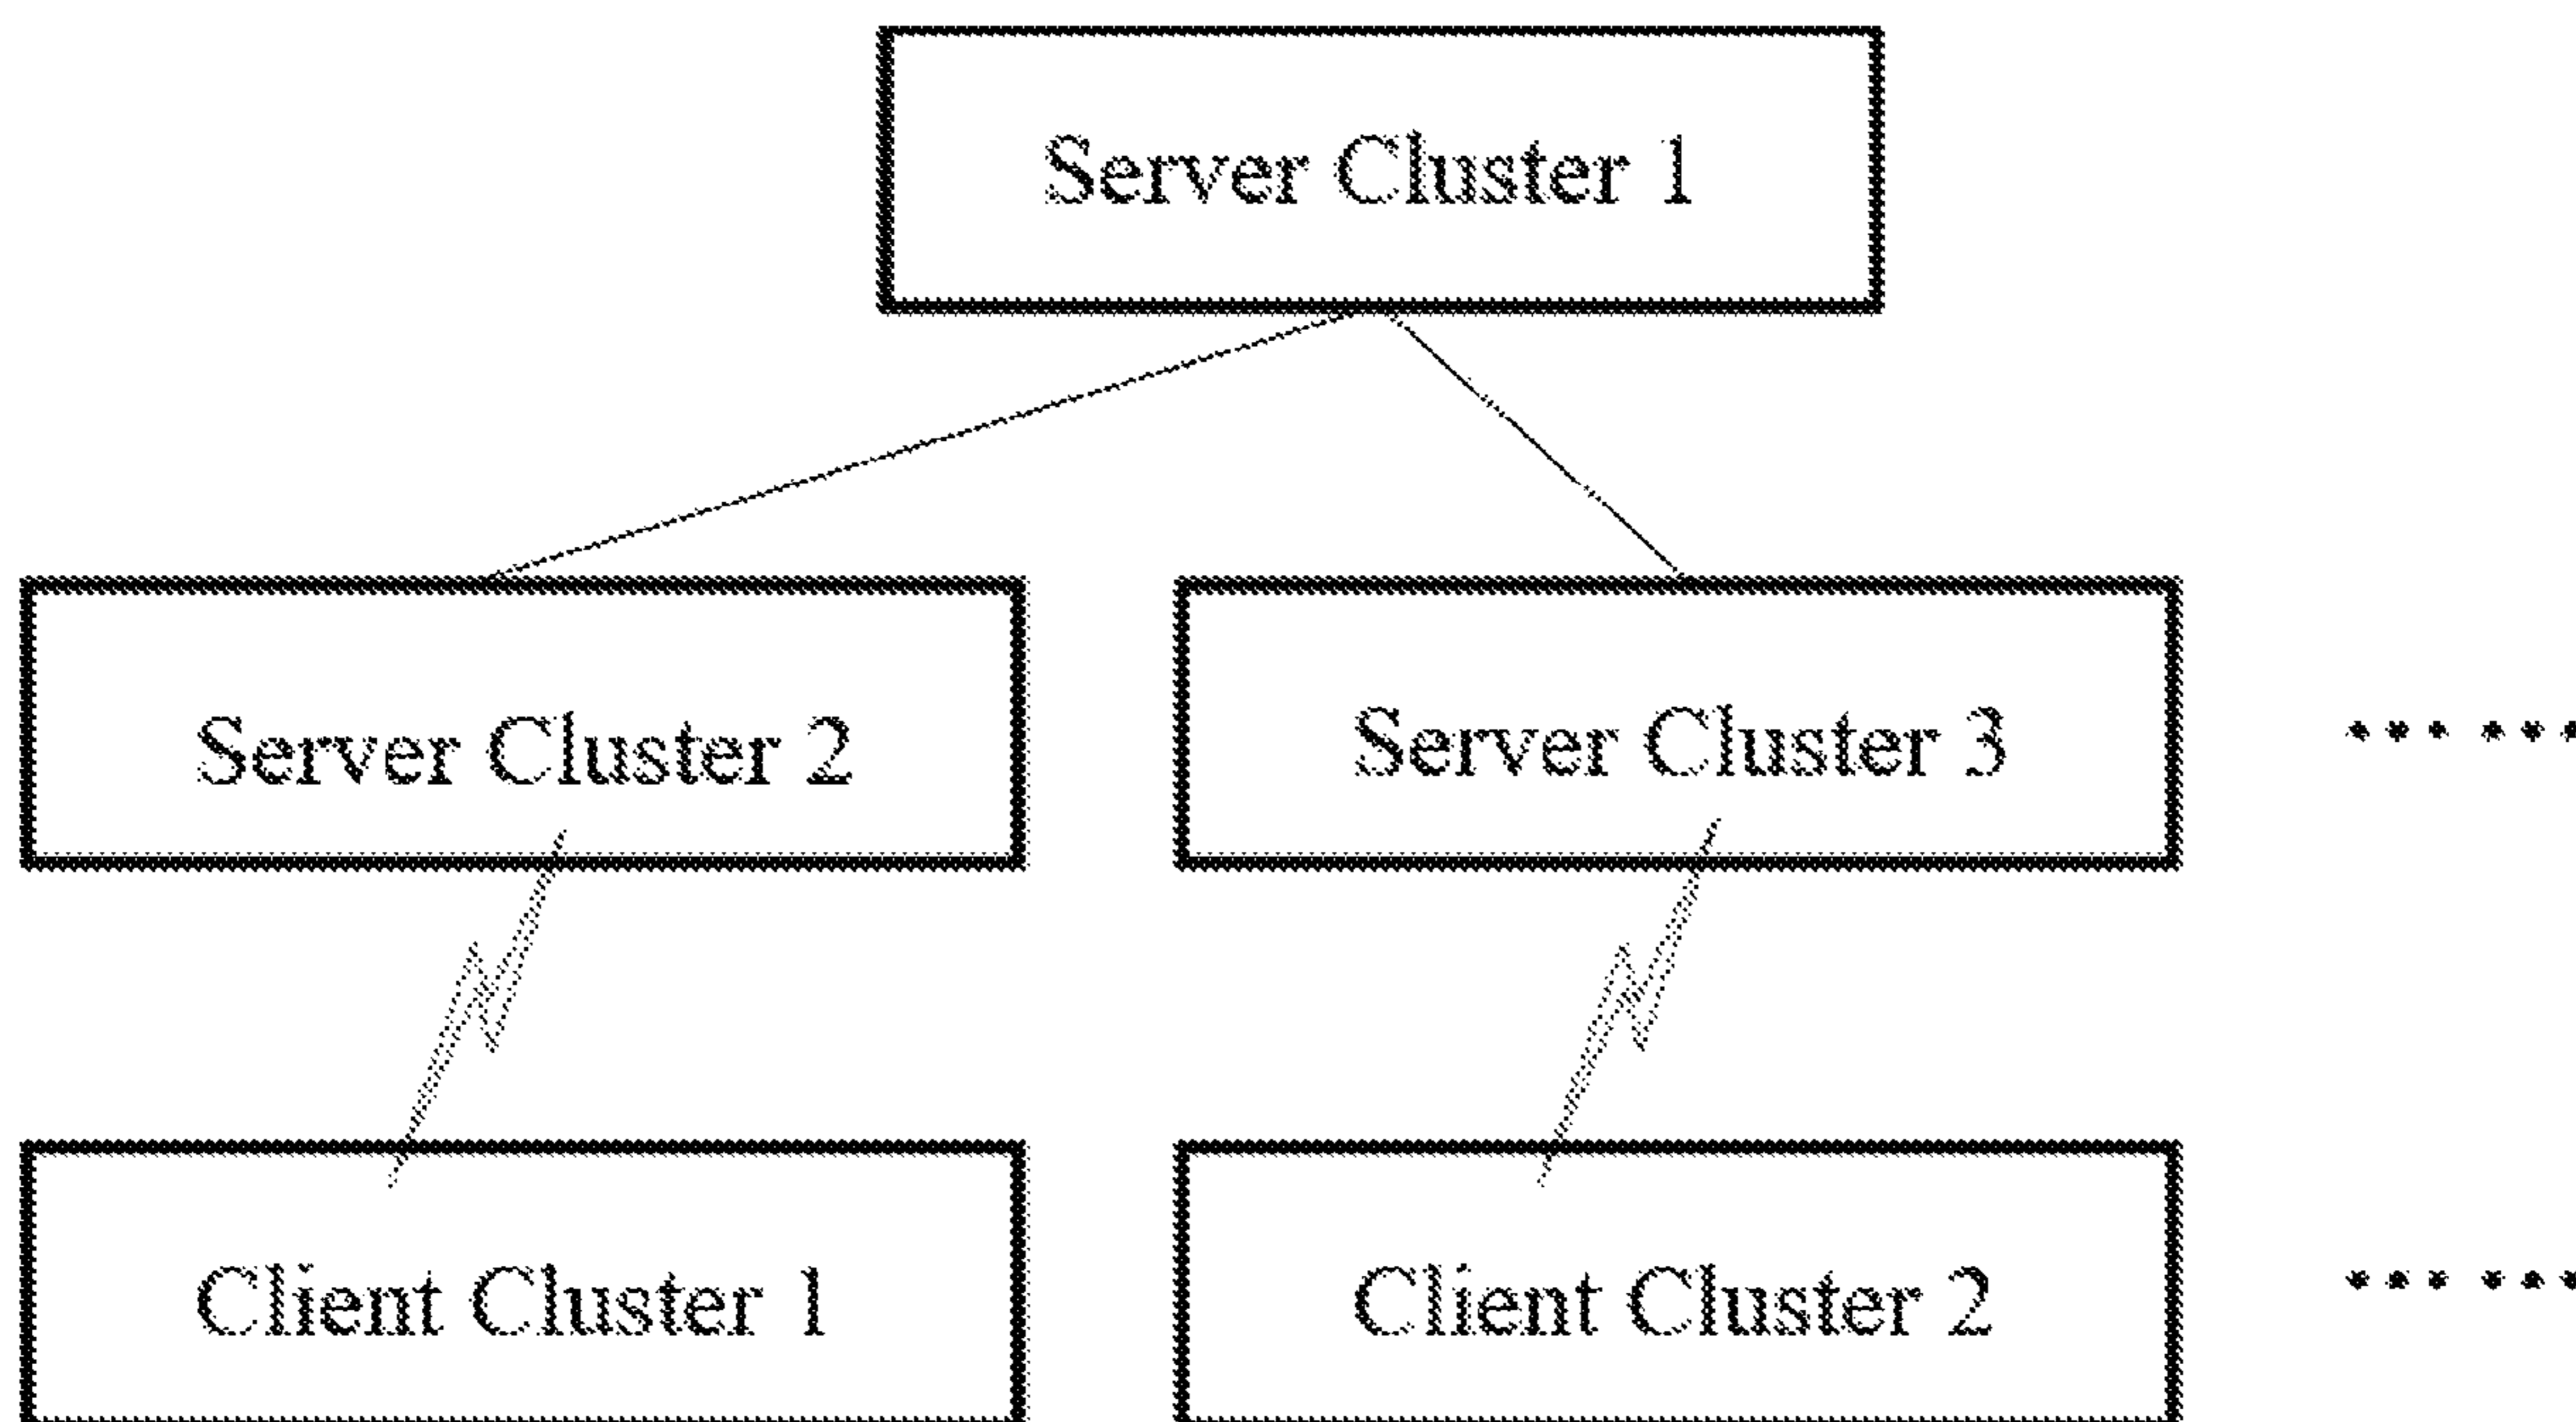 Server Cluster 1
Server Cluster 2
Server Cluster 3
......
Client Cluster 1
Client Cluster 2
......